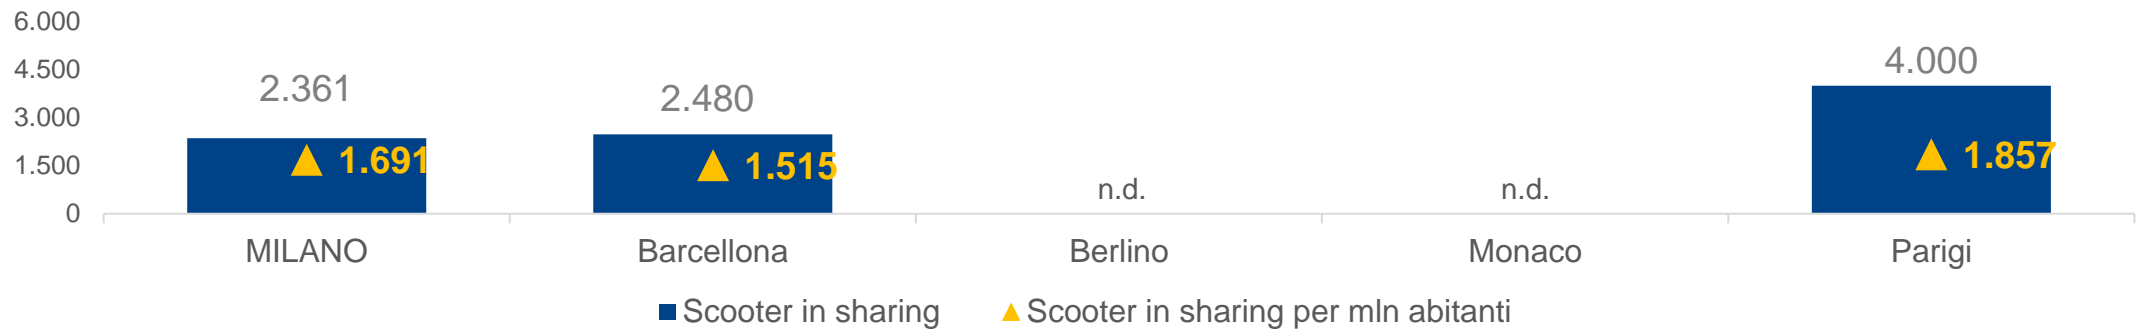 6.000
4.500
3.000
1.500
0
2.361
2.480
4.000
1.691
1.515
1.857
n.d.
n.d.
MILANO
Barcellona
Berlino
Monaco
Parigi
Scooter in sharing
Scooter in sharing per mln abitanti